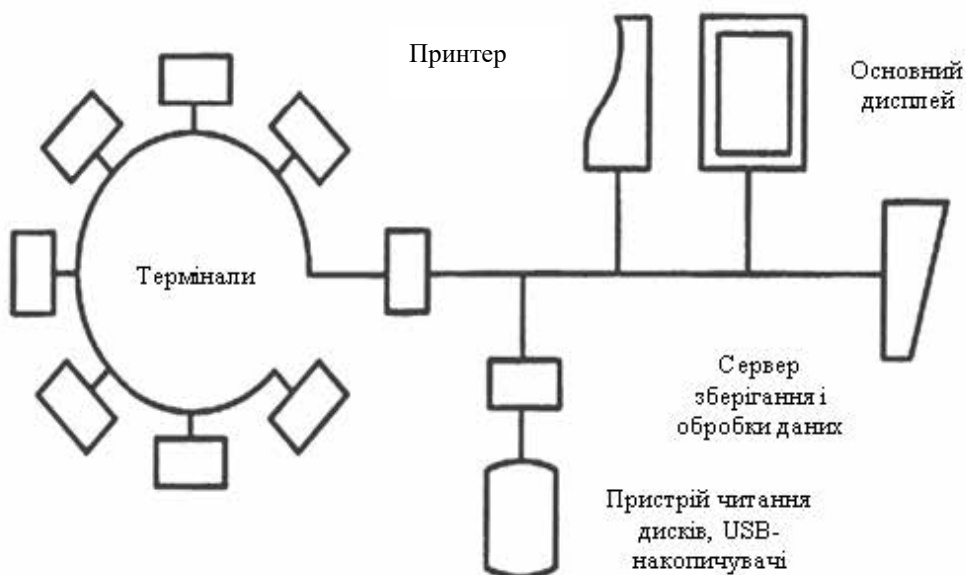 Принтер
Основний
дисплей
Термінали
Сервер
зберігання і
обробки даних
Пристрій читання
дисків, USB-
накопичувачі